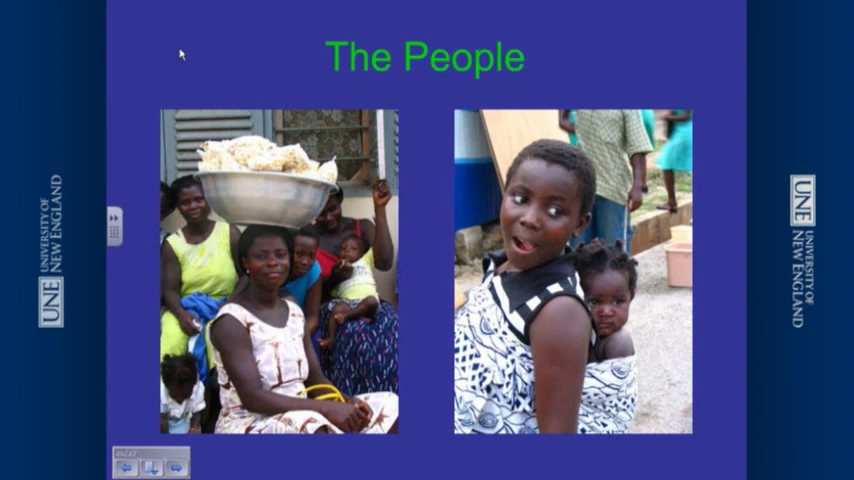 The People
UNE
UNIVERSITY OF
NEW ENGLAND
UNE
UNIVERSITY OF
NEW ENGLAND